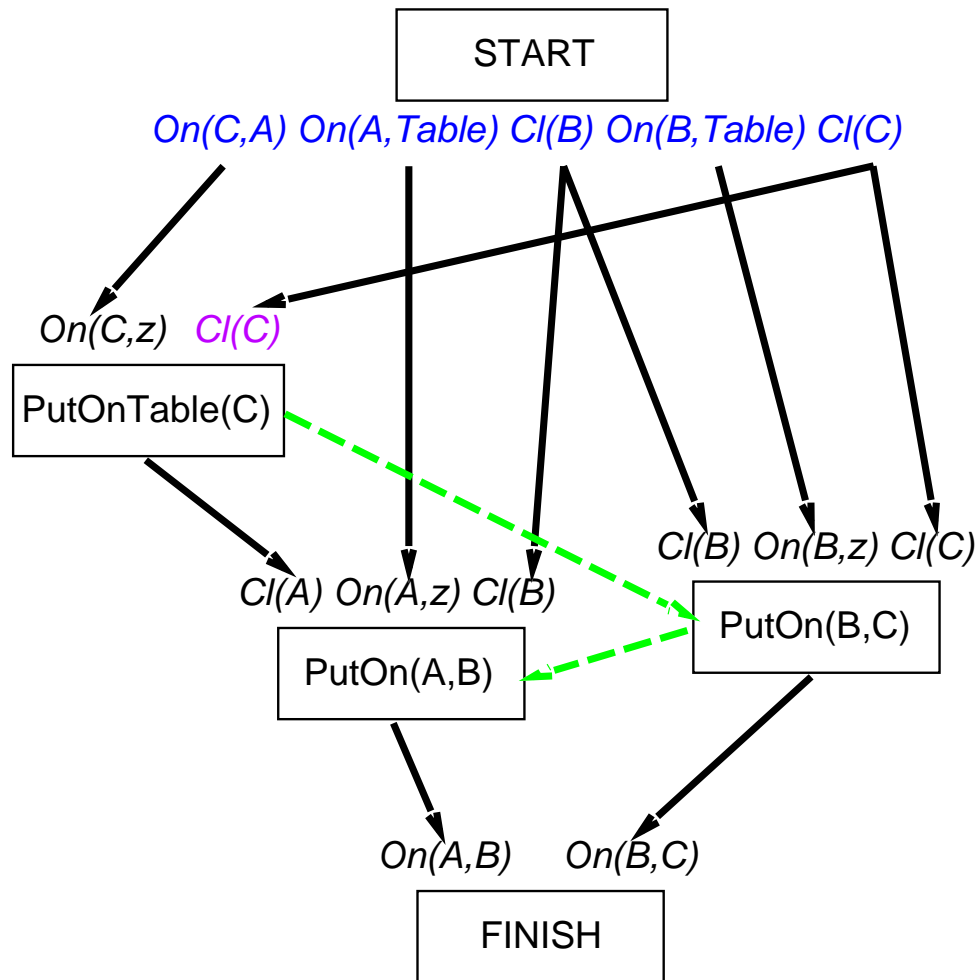 START
On(C,A) On(A,Table) Cl(B) On(B,Table) Cl(C)
On(C,z) Cl(C)
PutOnTable(C)
Cl(B) On(B,z) Cl(C)
Cl(A) On(A,z) Cl(B)
PutOn(B,C)
PutOn(A,B)
On(A,B) On(B,C)
FINISH